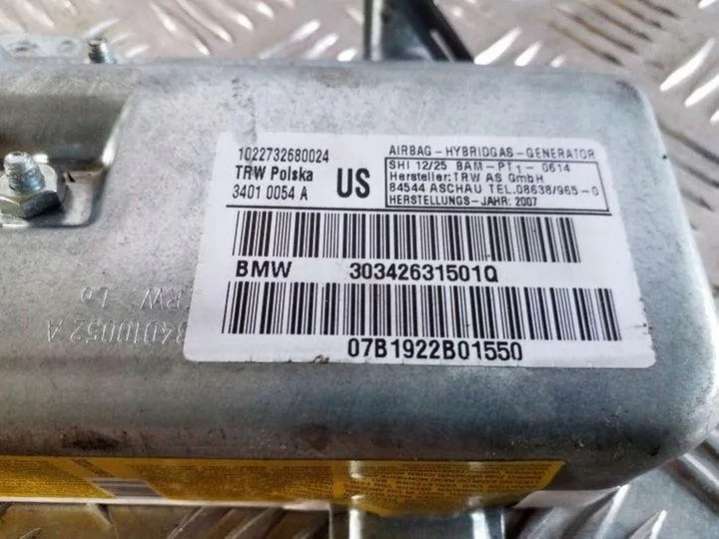 1022732680024
TRW Polska
3401 0054 A
US
AIRBAG - HYBRIDGAS - GENERATOR
SHI 12/25 BAM - PT1 - 0614
Hersteller: TRW AS GmbH
84544 ASCHAU TEL.08638/965-0
HERSTELLUNGS - JAHR: 2007
BMW 30342631501Q
07B1922B01550
34010052 A